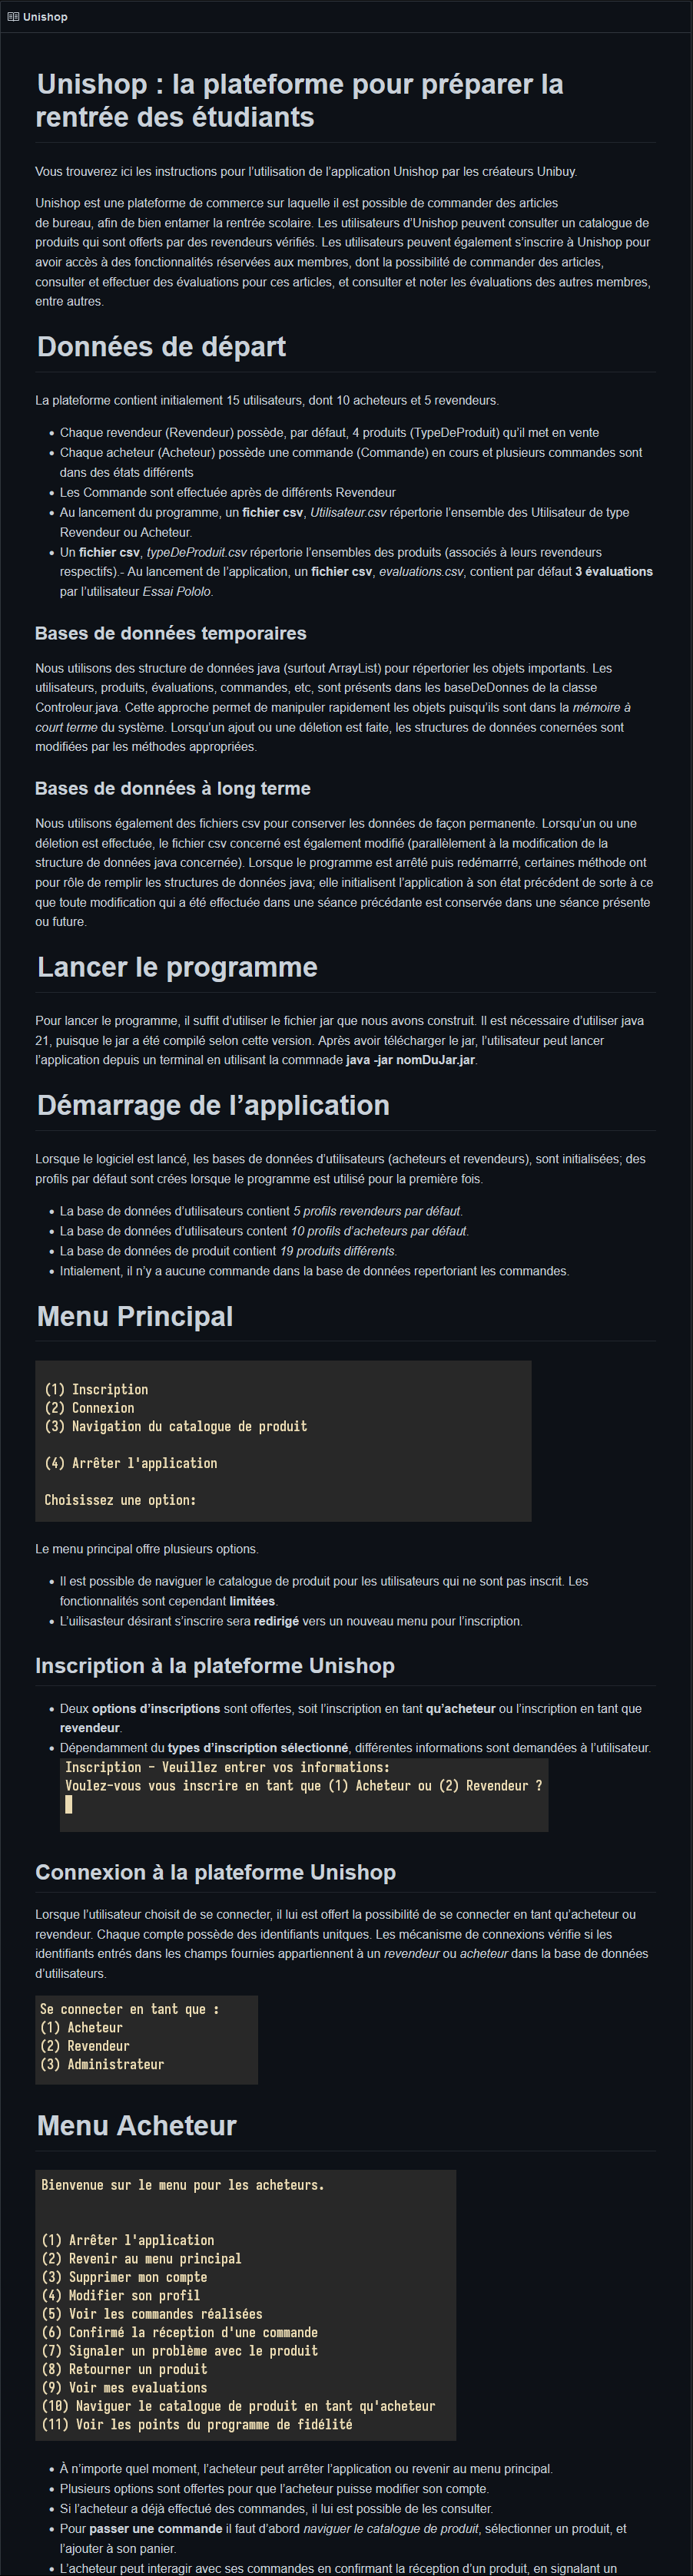 Unishop
Unishop : la plateforme pour préparer la
rentrée des étudiants
Vous trouverez ici les instructions pour l’utilisation de l’application Unishop par les créateurs Unibuy.
Unishop est une plateforme de commerce sur laquelle il est possible de commander des articles
de bureau, afin de bien entamer la rentrée scolaire. Les utilisateurs d’Unishop peuvent consulter un catalogue de
produits qui sont offerts par des revendeurs vérifiés. Les utilisateurs peuvent également s’inscrire à Unishop pour
avoir accès à des fonctionnalités réservées aux membres, dont la possibilité de commander des articles,
consulter et effectuer des évaluations pour ces articles, et consulter et noter les évaluations des autres membres,
entre autres.
Données de départ
La plateforme contient initialement 15 utilisateurs, dont 10 acheteurs et 5 revendeurs.
• Chaque revendeur (Revendeur) possède, par défaut, 4 produits (TypeDeProduit) qu’il met en vente
• Chaque acheteur (Acheteur) possède une commande (Commande) en cours et plusieurs commandes sont
dans des états différents
• Les Commande sont effectuée après de différents Revendeur
• Au lancement du programme, un fichier csv, Utilisateur.csv répertorie l’ensemble des Utilisateur de type
Revendeur ou Acheteur.
• Un fichier csv, typeDeProduit.csv répertorie l’ensembles des produits (associés à leurs revendeurs
respectifs).- Au lancement de l’application, un fichier csv, evaluations.csv, contient par défaut 3 évaluations
par l’utilisateur Essai Pololo.
Bases de données temporaires
Nous utilisons des structure de données java (surtout ArrayList) pour répertorier les objets importants. Les
utilisateurs, produits, évaluations, commandes, etc, sont présents dans les baseDeDonnes de la classe
Controleur.java. Cette approche permet de manipuler rapidement les objets puisqu’ils sont dans la mémoire à
court terme du système. Lorsqu’un ajout ou une déletion est faite, les structures de données conernées sont
modifiées par les méthodes appropriées.
Bases de données à long terme
Nous utilisons également des fichiers csv pour conserver les données de façon permanente. Lorsqu’un ou une
déletion est effectuée, le fichier csv concerné est également modifié (parallèlement à la modification de la
structure de données java concernée). Lorsque le programme est arrêté puis redémarrré, certaines méthode ont
pour rôle de remplir les structures de données java; elle initialisent l’application à son état précédent de sorte à ce
que toute modification qui a été effectuée dans une séance précédante est conservée dans une séance présente
ou future.
Lancer le programme
Pour lancer le programme, il suffit d’utiliser le fichier jar que nous avons construit. Il est nécessaire d’utiliser java
21, puisque le jar a été compilé selon cette version. Après avoir télécharger le jar, l’utilisateur peut lancer
l’application depuis un terminal en utilisant la commnade java -jar nomDuJar.jar.
Démarrage de l’application
Lorsque le logiciel est lancé, les bases de données d’utilisateurs (acheteurs et revendeurs), sont initialisées; des
profils par défaut sont crées lorsque le programme est utilisé pour la première fois.
• La base de données d’utilisateurs contient 5 profils revendeurs par défaut.
• La base de données d’utilisateurs content 10 profils d’acheteurs par défaut.
• La base de données de produit contient 19 produits différents.
• Intialement, il n’y a aucune commande dans la base de données repertoriant les commandes.
Menu Principal
(1) Inscription
(2) Connexion
(3) Navigation du catalogue de produit
(4) Arrêter l'application
Choisissez une option:
Le menu principal offre plusieurs options.
• Il est possible de naviguer le catalogue de produit pour les utilisateurs qui ne sont pas inscrit. Les
fonctionnalités sont cependant limitées.
• L’uilisasteur désirant s’inscrire sera redirigé vers un nouveau menu pour l’inscription.
Inscription à la plateforme Unishop
• Deux options d’inscriptions sont offertes, soit l’inscription en tant qu’acheteur ou l’inscription en tant que
revendeur.
• Dépendamment du types d’inscription sélectionné, différentes informations sont demandées à l’utilisateur.
Inscription - Veuillez entrer vos informations:
Voulez-vous vous inscrire en tant que (1) Acheteur ou (2) Revendeur ?
Connexion à la plateforme Unishop
Lorsque l’utilisateur choisit de se connecter, il lui est offert la possibilité de se connecter en tant qu’acheteur ou
revendeur. Chaque compte possède des identifiants unitques. Les mécanisme de connexions vérifie si les
identifiants entrés dans les champs fournies appartiennent à un revendeur ou acheteur dans la base de données
d’utilisateurs.
Se connecter en tant que :
(1) Acheteur
(2) Revendeur
(3) Administrateur
Menu Acheteur
Bienvenue sur le menu pour les acheteurs.
(1) Arrêter l'application
(2) Revenir au menu principal
(3) Supprimer mon compte
(4) Modifier son profil
(5) Voir les commandes réalisées
(6) Confirmé la réception d'une commande
(7) Signaler un problème avec le produit
(8) Retourner un produit
(9) Voir mes evaluations
(10) Naviguer le catalogue de produit en tant qu'acheteur
(11) Voir les points du programme de fidélité
• À n’importe quel moment, l’acheteur peut arrêter l’application ou revenir au menu principal.
• Plusieurs options sont offertes pour que l’acheteur puisse modifier son compte.
• Si l’acheteur a déjà effectué des commandes, il lui est possible de les consulter.
• Pour passer une commande il faut d’abord naviguer le catalogue de produit, sélectionner un produit, et
l’ajouter à son panier.
• L’acheteur peut interagir avec ses commandes en confirmant la réception d’un produit, en signalant un